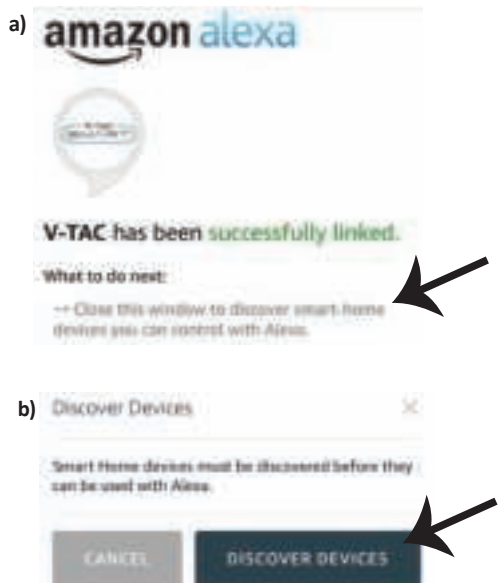 a)
amazon alexa
V-TAC has been successfully linked.
What to do next:
→ Close this window to discover smart-home
devices you can control with Alexa.
b) Discover Devices ×
Smart Home devices must be discovered before they
can be used with Alexa.
CANCEL DISCOVER DEVICES